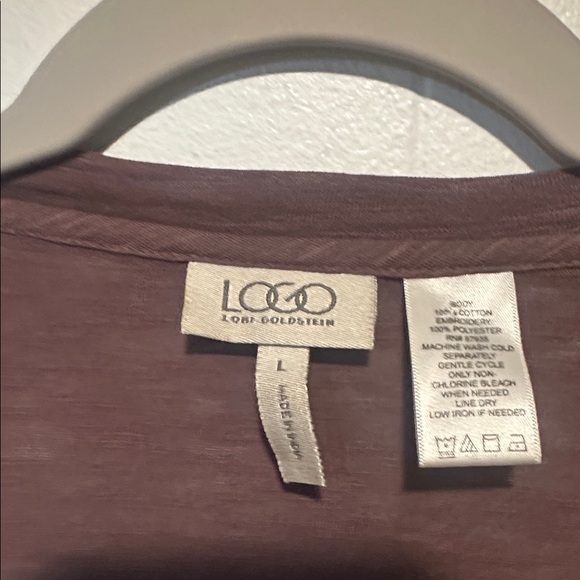 LOGO
LORI GOLDSTEIN
L
MADE IN INDIA
BODY
100% COTTON
EMBROIDERY
100% POLYESTER
RN#
MACHINE WASH COLD
SEPARATELY
GENTLE CYCLE
ONLY NON-
CHLORINE BLEACH
WHEN NEEDED
LINE DRY
LOW IRON IF NEEDED